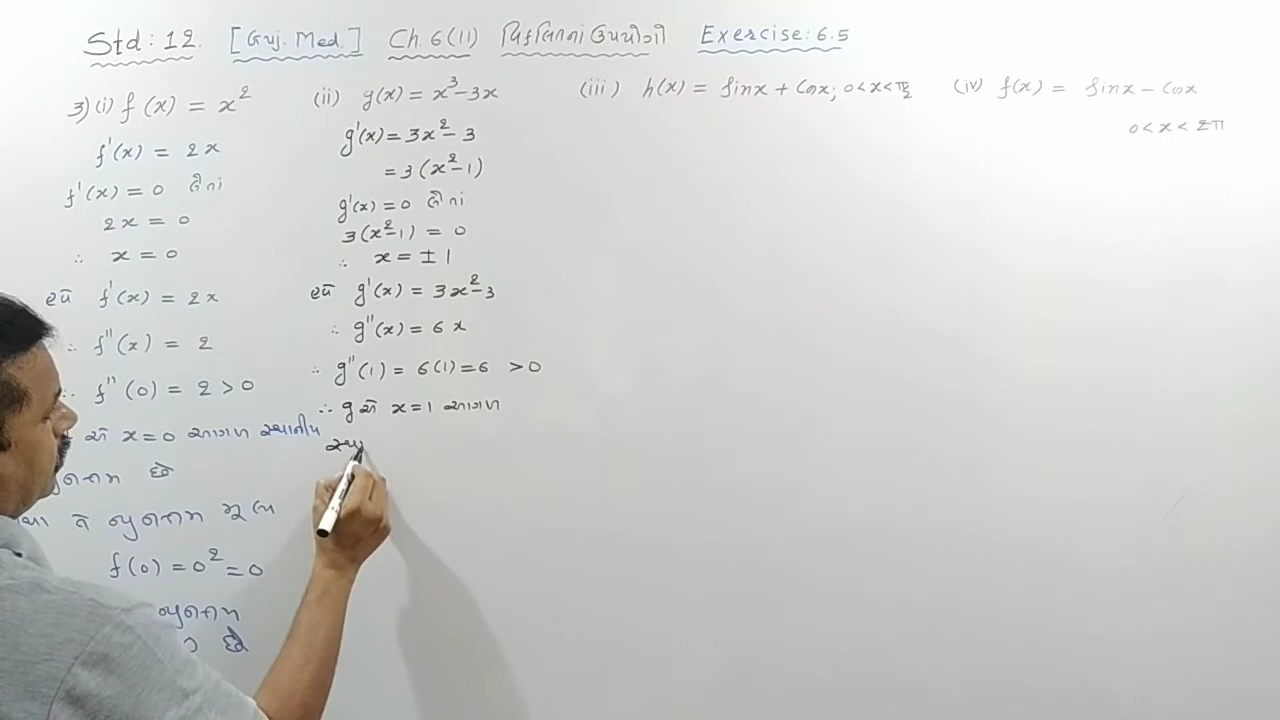 Std: 12. [Guj. Med.] Ch. 6(11) વિકલિતનાં ઉપયોગો Exercise: 6.5
3) (i) f(x) = x²
f'(x) = 2x
f'(x) = 0 લેતાં
2x = 0
∴ x = 0
હવે f'(x) = 2x
∴ f''(x) = 2
∴ f''(0) = 2 > 0
એ x = 0 આગળ સ્થાનીય
છે
તે ન્યુનતમ મૂલ્ય
f(0) = 0² = 0
ન્યુનતમ
છે
(ii) g(x) = x³ - 3x
g'(x) = 3x² - 3
= 3(x² - 1)
g'(x) = 0 લેતાં
3(x² - 1) = 0
∴ x = ± 1
હવે g'(x) = 3x² - 3
∴ g''(x) = 6x
∴ g''(1) = 6(1) = 6 > 0
∴ g એ x = 1 આગળ
સ્થા
(iii) h(x) = sinx + cosx; 0 < x < π/2
(iv) f(x) = sinx - cosx
0 < x < 2π